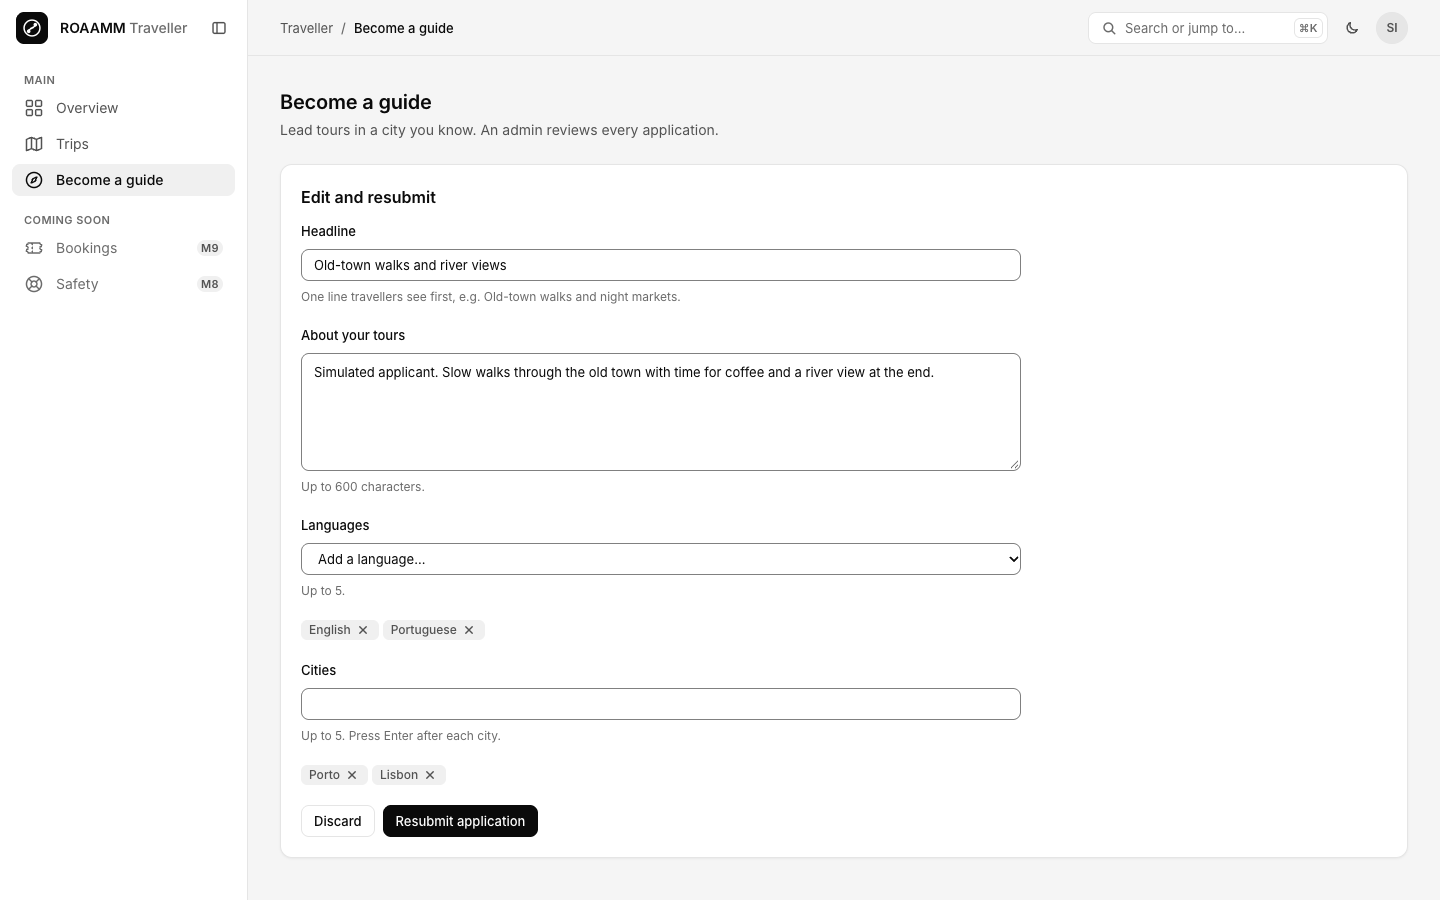 ROAAMM Traveller
Traveller / Become a guide
Search or jump to...
⌘K
SI
MAIN
Overview
Trips
Become a guide
COMING SOON
Bookings M9
Safety M8
Become a guide
Lead tours in a city you know. An admin reviews every application.
Edit and resubmit
Headline
Old-town walks and river views
One line travellers see first, e.g. Old-town walks and night markets.
About your tours
Simulated applicant. Slow walks through the old town with time for coffee and a river view at the end.
Up to 600 characters.
Languages
Add a language...
Up to 5.
English Portuguese
Cities
Up to 5. Press Enter after each city.
Porto Lisbon
Discard Resubmit application